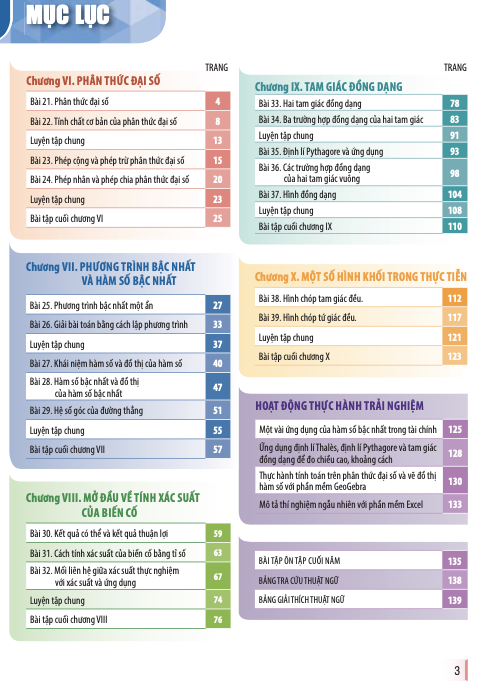 MỤC LỤC
TRANG
Chương VI. PHÂN THỨC ĐẠI SỐ
Bài 21. Phân thức đại số 4
Bài 22. Tính chất cơ bản của phân thức đại số 8
Luyện tập chung 13
Bài 23. Phép cộng và phép trừ phân thức đại số 15
Bài 24. Phép nhân và phép chia phân thức đại số 20
Luyện tập chung 23
Bài tập cuối chương VI 25
Chương VII. PHƯƠNG TRÌNH BẬC NHẤT
VÀ HÀM SỐ BẬC NHẤT
Bài 25. Phương trình bậc nhất một ẩn 27
Bài 26. Giải bài toán bằng cách lập phương trình 33
Luyện tập chung 37
Bài 27. Khái niệm hàm số và đồ thị của hàm số 40
Bài 28. Hàm số bậc nhất và đồ thị
của hàm số bậc nhất 47
Bài 29. Hệ số góc của đường thẳng 51
Luyện tập chung 55
Bài tập cuối chương VII 57
Chương VIII. MỞ ĐẦU VỀ TÍNH XÁC SUẤT
CỦA BIẾN CỐ
Bài 30. Kết quả có thể và kết quả thuận lợi 59
Bài 31. Cách tính xác suất của biến cố bằng tỉ số 63
Bài 32. Mối liên hệ giữa xác suất thực nghiệm
với xác suất và ứng dụng 67
Luyện tập chung 74
Bài tập cuối chương VIII 76
TRANG
Chương IX. TAM GIÁC ĐỒNG DẠNG
Bài 33. Hai tam giác đồng dạng 78
Bài 34. Ba trường hợp đồng dạng của hai tam giác 83
Luyện tập chung 91
Bài 35. Định lí Pythagore và ứng dụng 93
Bài 36. Các trường hợp đồng dạng
của hai tam giác vuông 98
Bài 37. Hình đồng dạng 104
Luyện tập chung 108
Bài tập cuối chương IX 110
Chương X. MỘT SỐ HÌNH KHỐI TRONG THỰC TIỄN
Bài 38. Hình chóp tam giác đều. 112
Bài 39. Hình chóp tứ giác đều. 117
Luyện tập chung 121
Bài tập cuối chương X 123
HOẠT ĐỘNG THỰC HÀNH TRẢI NGHIỆM
Một vài ứng dụng của hàm số bậc nhất trong tài chính 125
Ứng dụng định lí Thalès, định lí Pythagore và tam giác
đồng dạng để đo chiều cao, khoảng cách 128
Thực hành tính toán trên phân thức đại số và vẽ đồ thị
hàm số với phần mềm GeoGebra 130
Mô tả thí nghiệm ngẫu nhiên với phần mềm Excel 133
BÀI TẬP ÔN TẬP CUỐI NĂM 135
BẢNG TRA CỨU THUẬT NGỮ 138
BẢNG GIẢI THÍCH THUẬT NGỮ 139
3